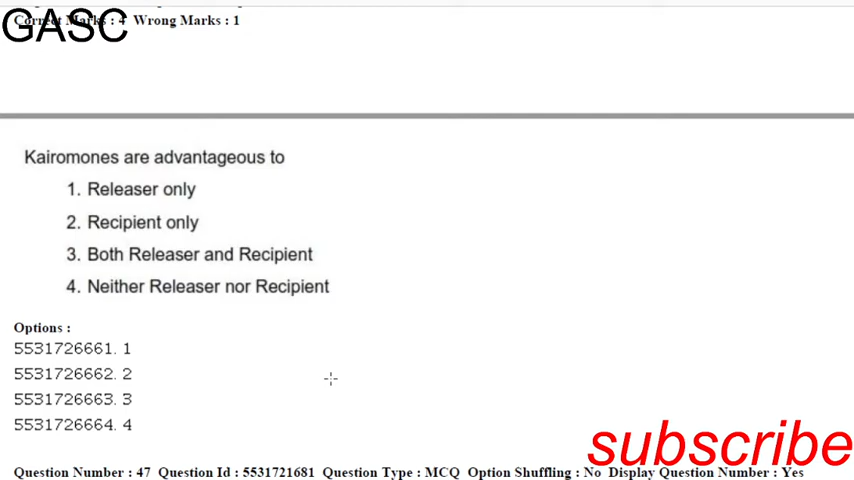 Correct Marks : 4 Wrong Marks : 1
GASC
Kairomones are advantageous to
1. Releaser only
2. Recipient only
3. Both Releaser and Recipient
4. Neither Releaser nor Recipient
Options :
5531726661. 1
5531726662. 2
5531726663. 3
5531726664. 4
subscribe
Question Number : 47 Question Id : 5531721681 Question Type : MCQ Option Shuffling : No Display Question Number : Yes